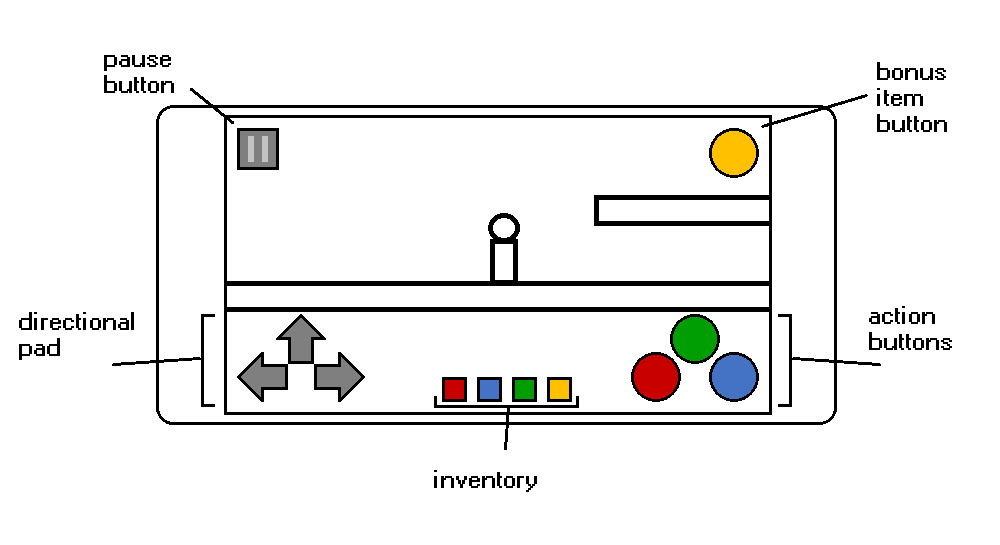 pause
button
bonus
item
button
directional
pad
action
buttons
inventory